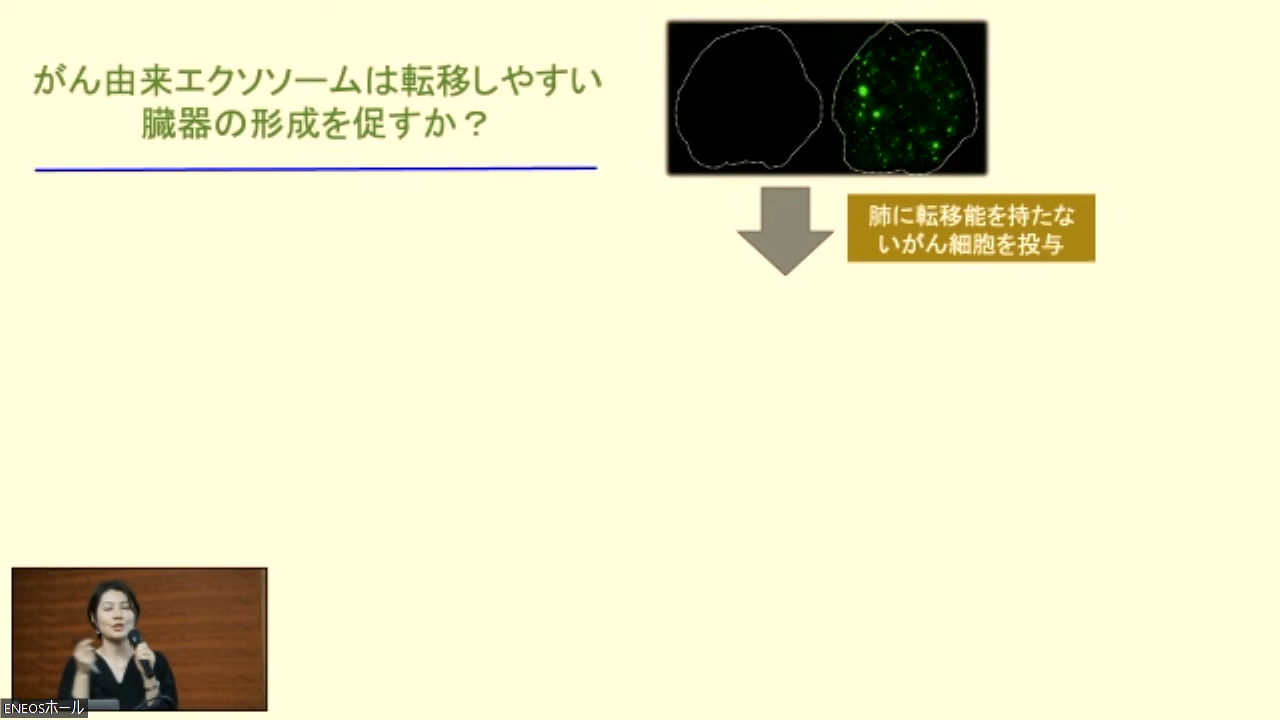 がん由来エクソソームは転移しやすい
臓器の形成を促すか？
肺に転移能を持たな
いがん細胞を投与
ENEOSホール